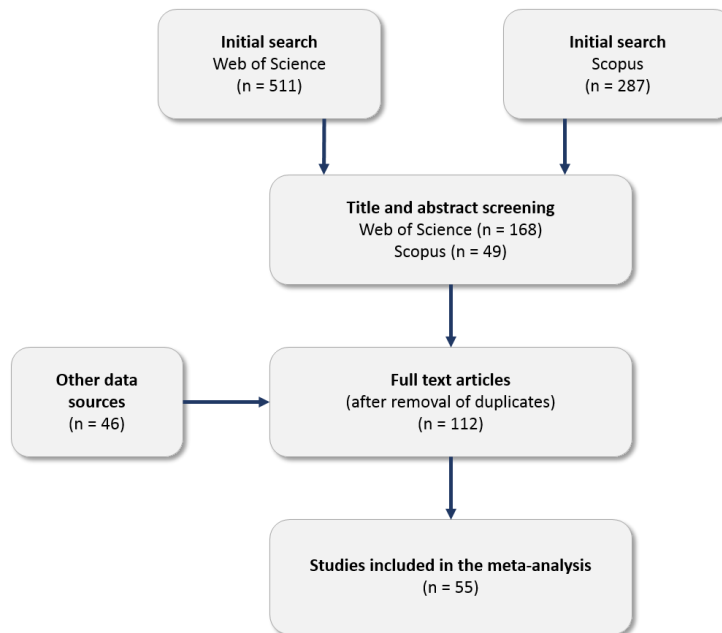 Initial search
Web of Science
(n = 511)
Initial search
Scopus
(n = 287)
Title and abstract screening
Web of Science (n = 168)
Scopus (n = 49)
Other data
sources
(n = 46)
Full text articles
(after removal of duplicates)
(n = 112)
Studies included in the meta-analysis
(n = 55)